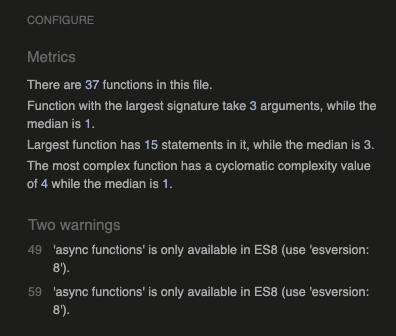 CONFIGURE
Metrics
There are 37 functions in this file.
Function with the largest signature take 3 arguments, while the
median is 1.
Largest function has 15 statements in it, while the median is 3.
The most complex function has a cyclomatic complexity value
of 4 while the median is 1.
Two warnings
49 'async functions' is only available in ES8 (use 'esversion:
8').
59 'async functions' is only available in ES8 (use 'esversion:
8').